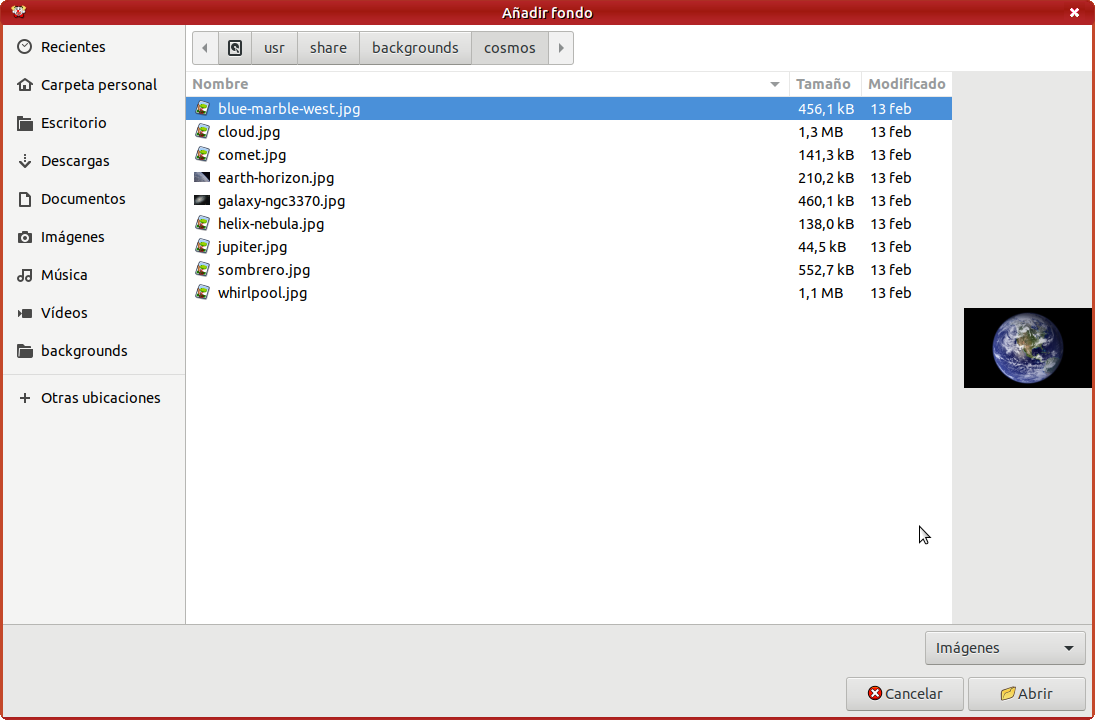 Añadir fondo
Recientes
Carpeta personal
Escritorio
Descargas
Documentos
Imágenes
Música
Vídeos
backgrounds
Otras ubicaciones
usr share backgrounds cosmos
Nombre Tamaño Modificado
blue-marble-west.jpg 456,1 kB 13 feb
cloud.jpg 1,3 MB 13 feb
comet.jpg 141,3 kB 13 feb
earth-horizon.jpg 210,2 kB 13 feb
galaxy-ngc3370.jpg 460,1 kB 13 feb
helix-nebula.jpg 138,0 kB 13 feb
jupiter.jpg 44,5 kB 13 feb
sombrero.jpg 552,7 kB 13 feb
whirlpool.jpg 1,1 MB 13 feb
Imágenes
Cancelar Abrir